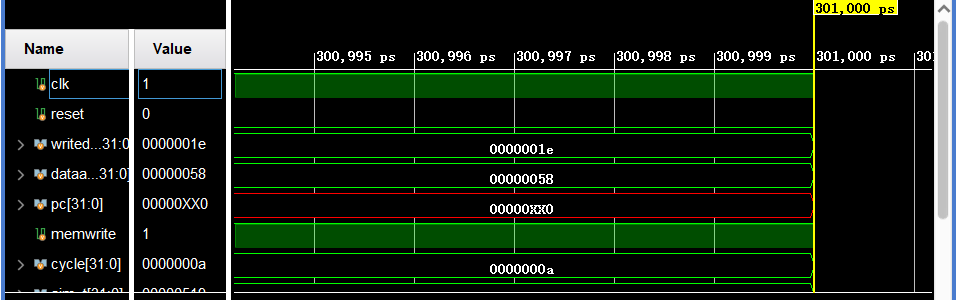 301,000 ps
Name Value
300,995 ps 300,996 ps 300,997 ps 300,998 ps 300,999 ps 301,000 ps
clk 1
reset 0
writed...31:0 0000001e 0000001e
dataa...31:0] 00000058 00000058
pc[31:0] 00000XX0 00000XX0
memwrite 1
cycle[31:0] 0000000a 0000000a